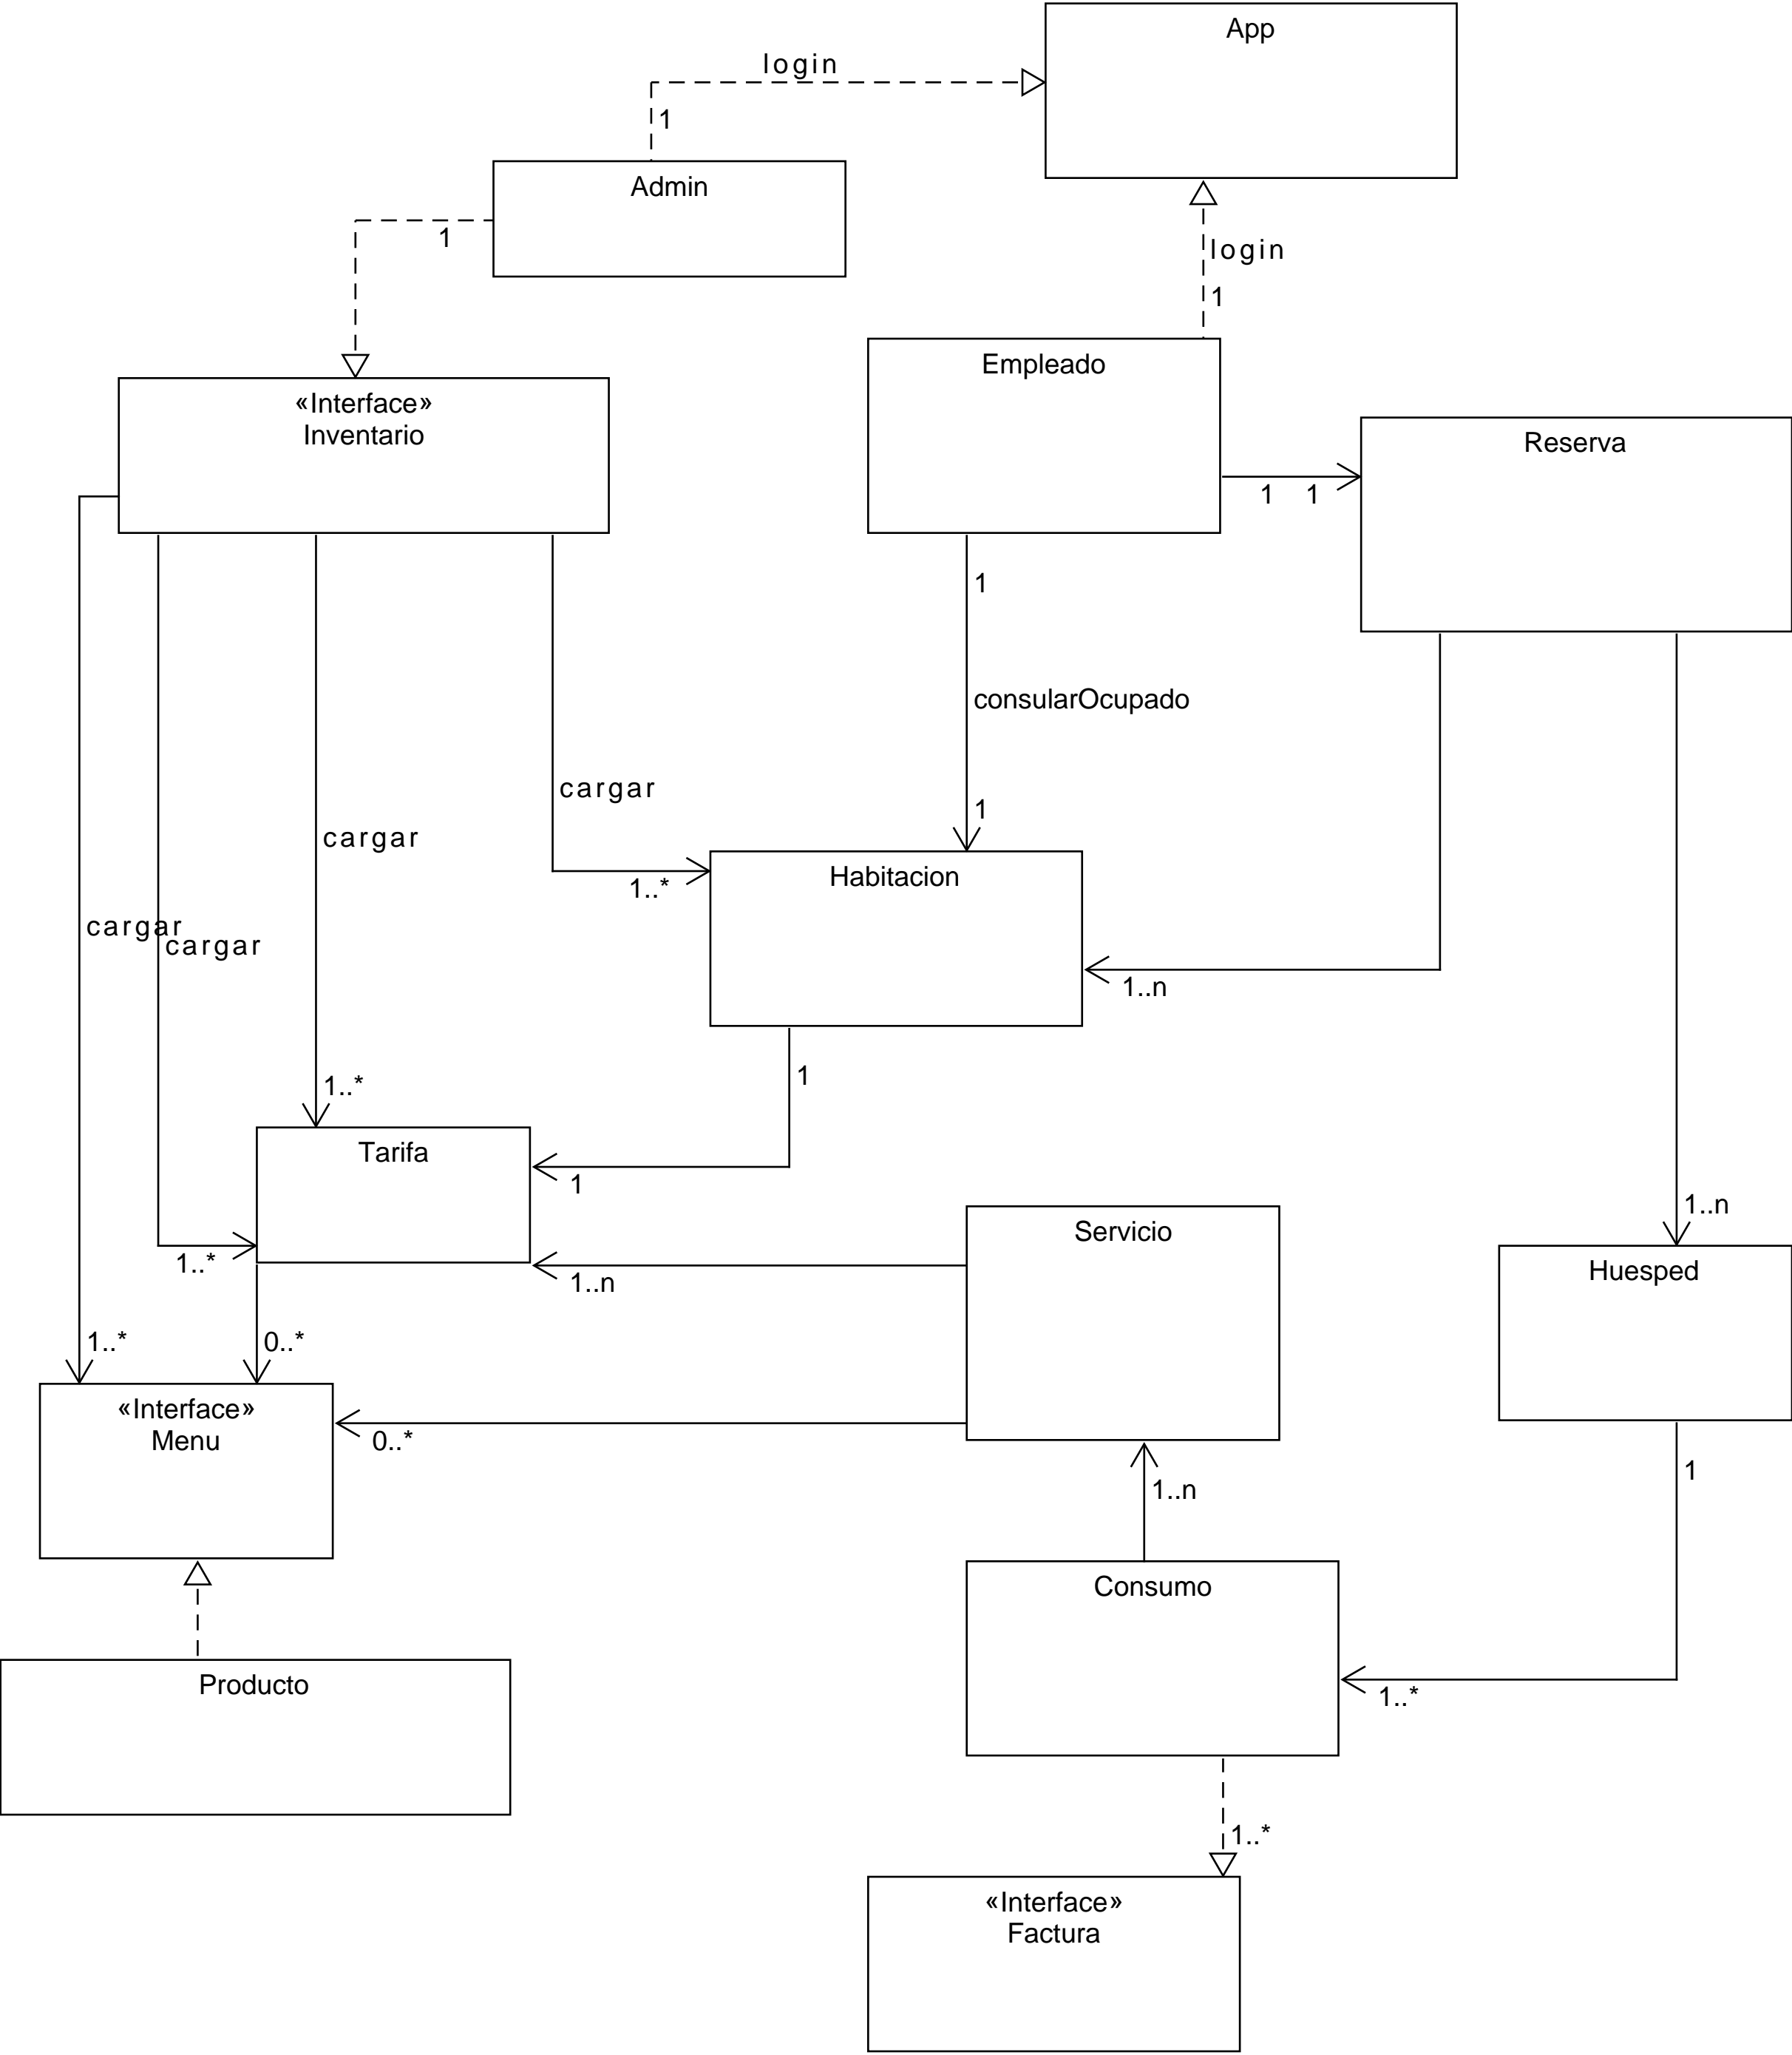 App
login
1
Admin
1
login
1
«Interface»
Inventario
Empleado
Reserva
1 1
1
consularOcupado
cargar
1
cargar
1..*
Habitacion
cargar
cargar
1..n
1
1..*
Tarifa
1
1..n
Servicio
1..*
1..n
Huesped
1..*
0..*
«Interface»
Menu
0..*
1
1..n
Consumo
Producto
1..*
1..*
«Interface»
Factura